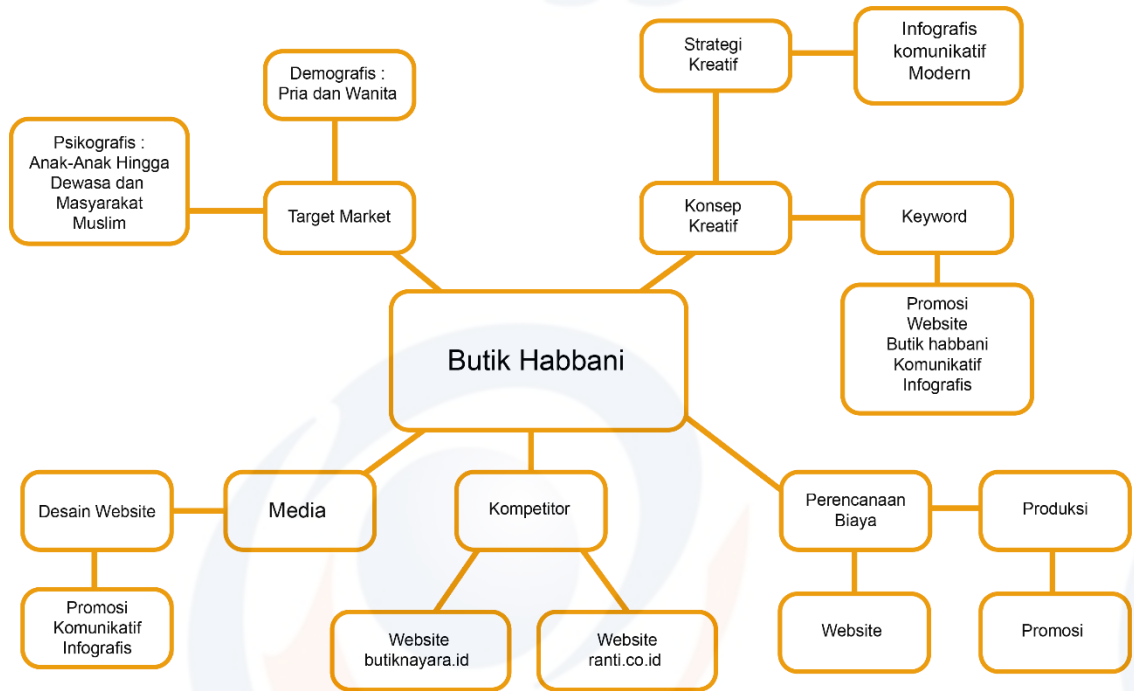 Strategi
Kreatif
Infografis
komunikatif
Modern
Demografis :
Pria dan Wanita
Psikografis :
Anak-Anak Hingga
Dewasa dan
Masyarakat
Muslim
Target Market
Konsep
Kreatif
Keyword
Promosi
Website
Butik habbani
Komunikatif
Infografis
Butik Habbani
Desain Website
Media
Kompetitor
Perencanaan
Biaya
Produksi
Promosi
Komunikatif
Infografis
Website
butiknayara.id
Website
ranti.co.id
Website
Promosi